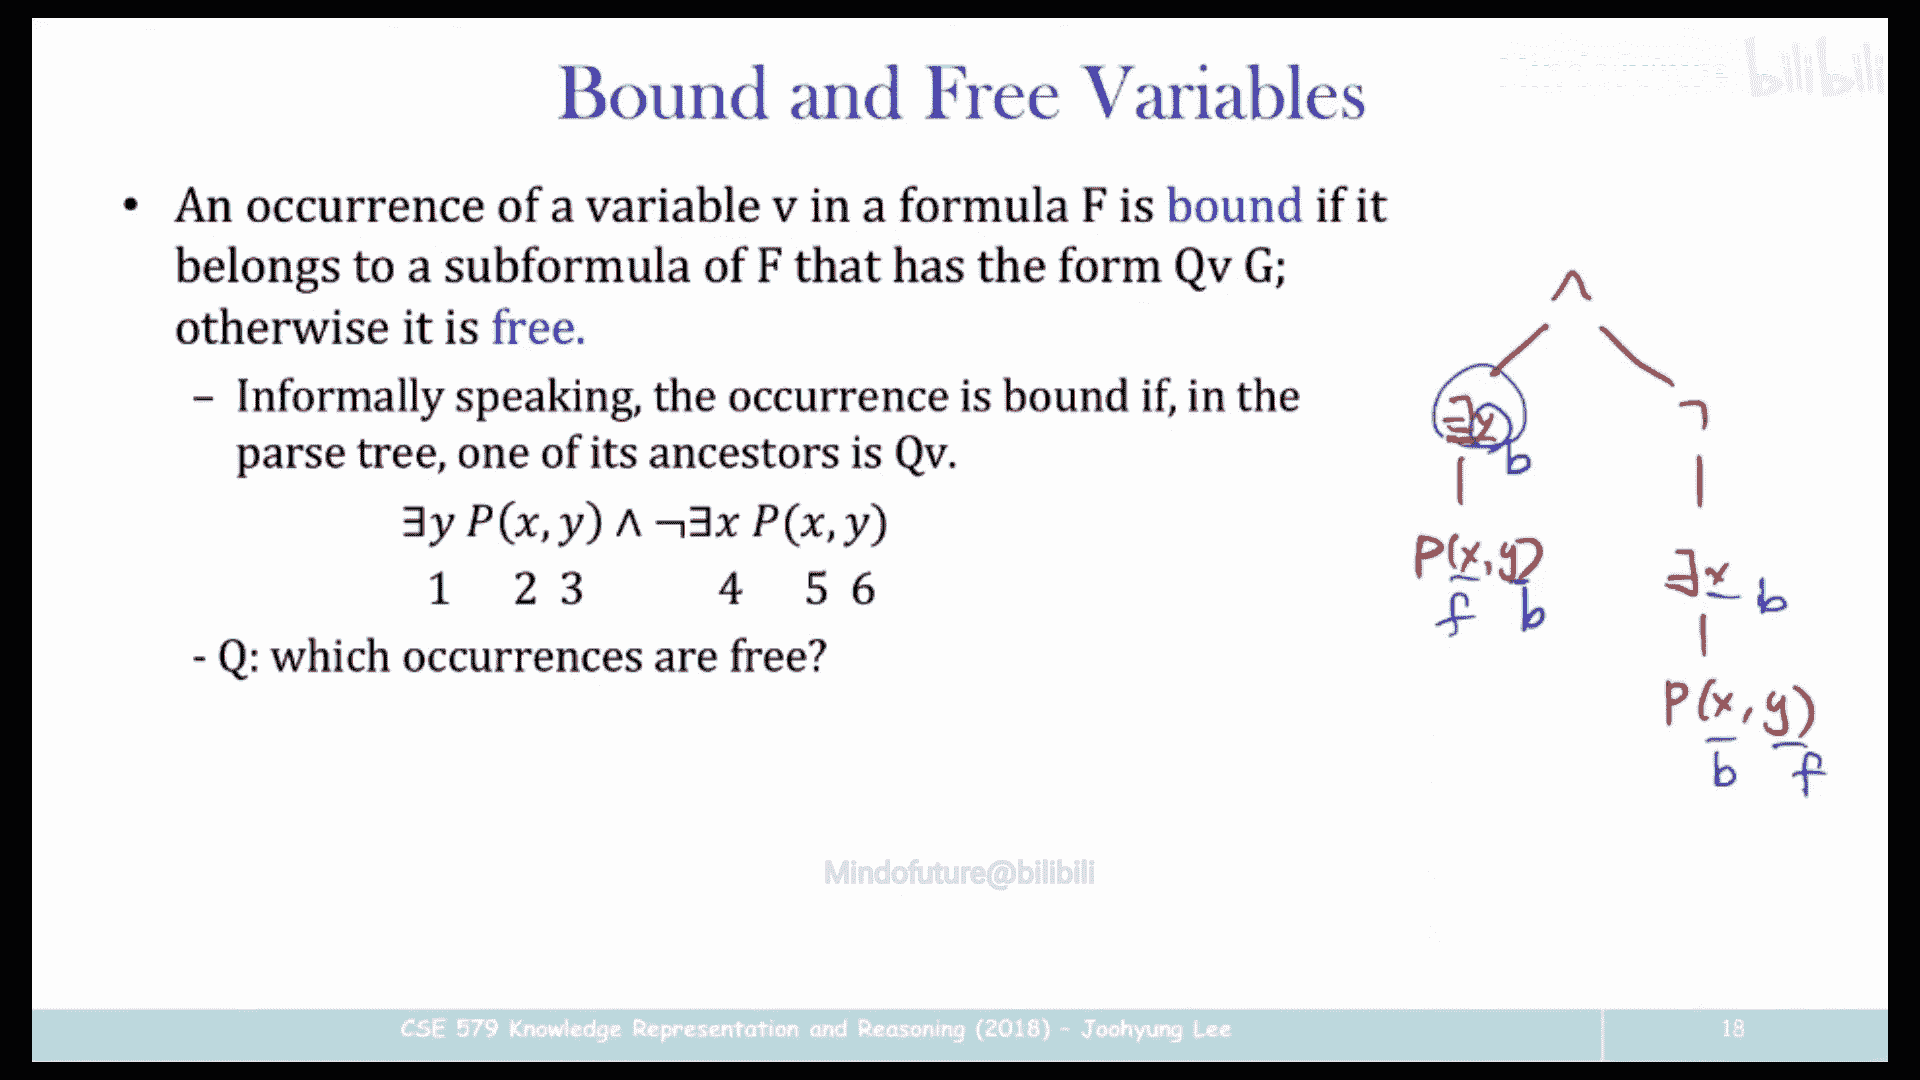 bilibili
Bound and Free Variables
• An occurrence of a variable v in a formula F is bound if it
belongs to a subformula of F that has the form Qv G;
otherwise it is free.
– Informally speaking, the occurrence is bound if, in the
parse tree, one of its ancestors is Qv.
∃y P(x, y) ∧ ¬∃x P(x, y)
1 2 3 4 5 6
- Q: which occurrences are free?
∧
∃y ¬
b
P(x, y) ∃x b
f b
P(x, y)
b f
Mindofuture@bilibili
CSE 579 Knowledge Representation and Reasoning (2018) - Joohyung Lee 18